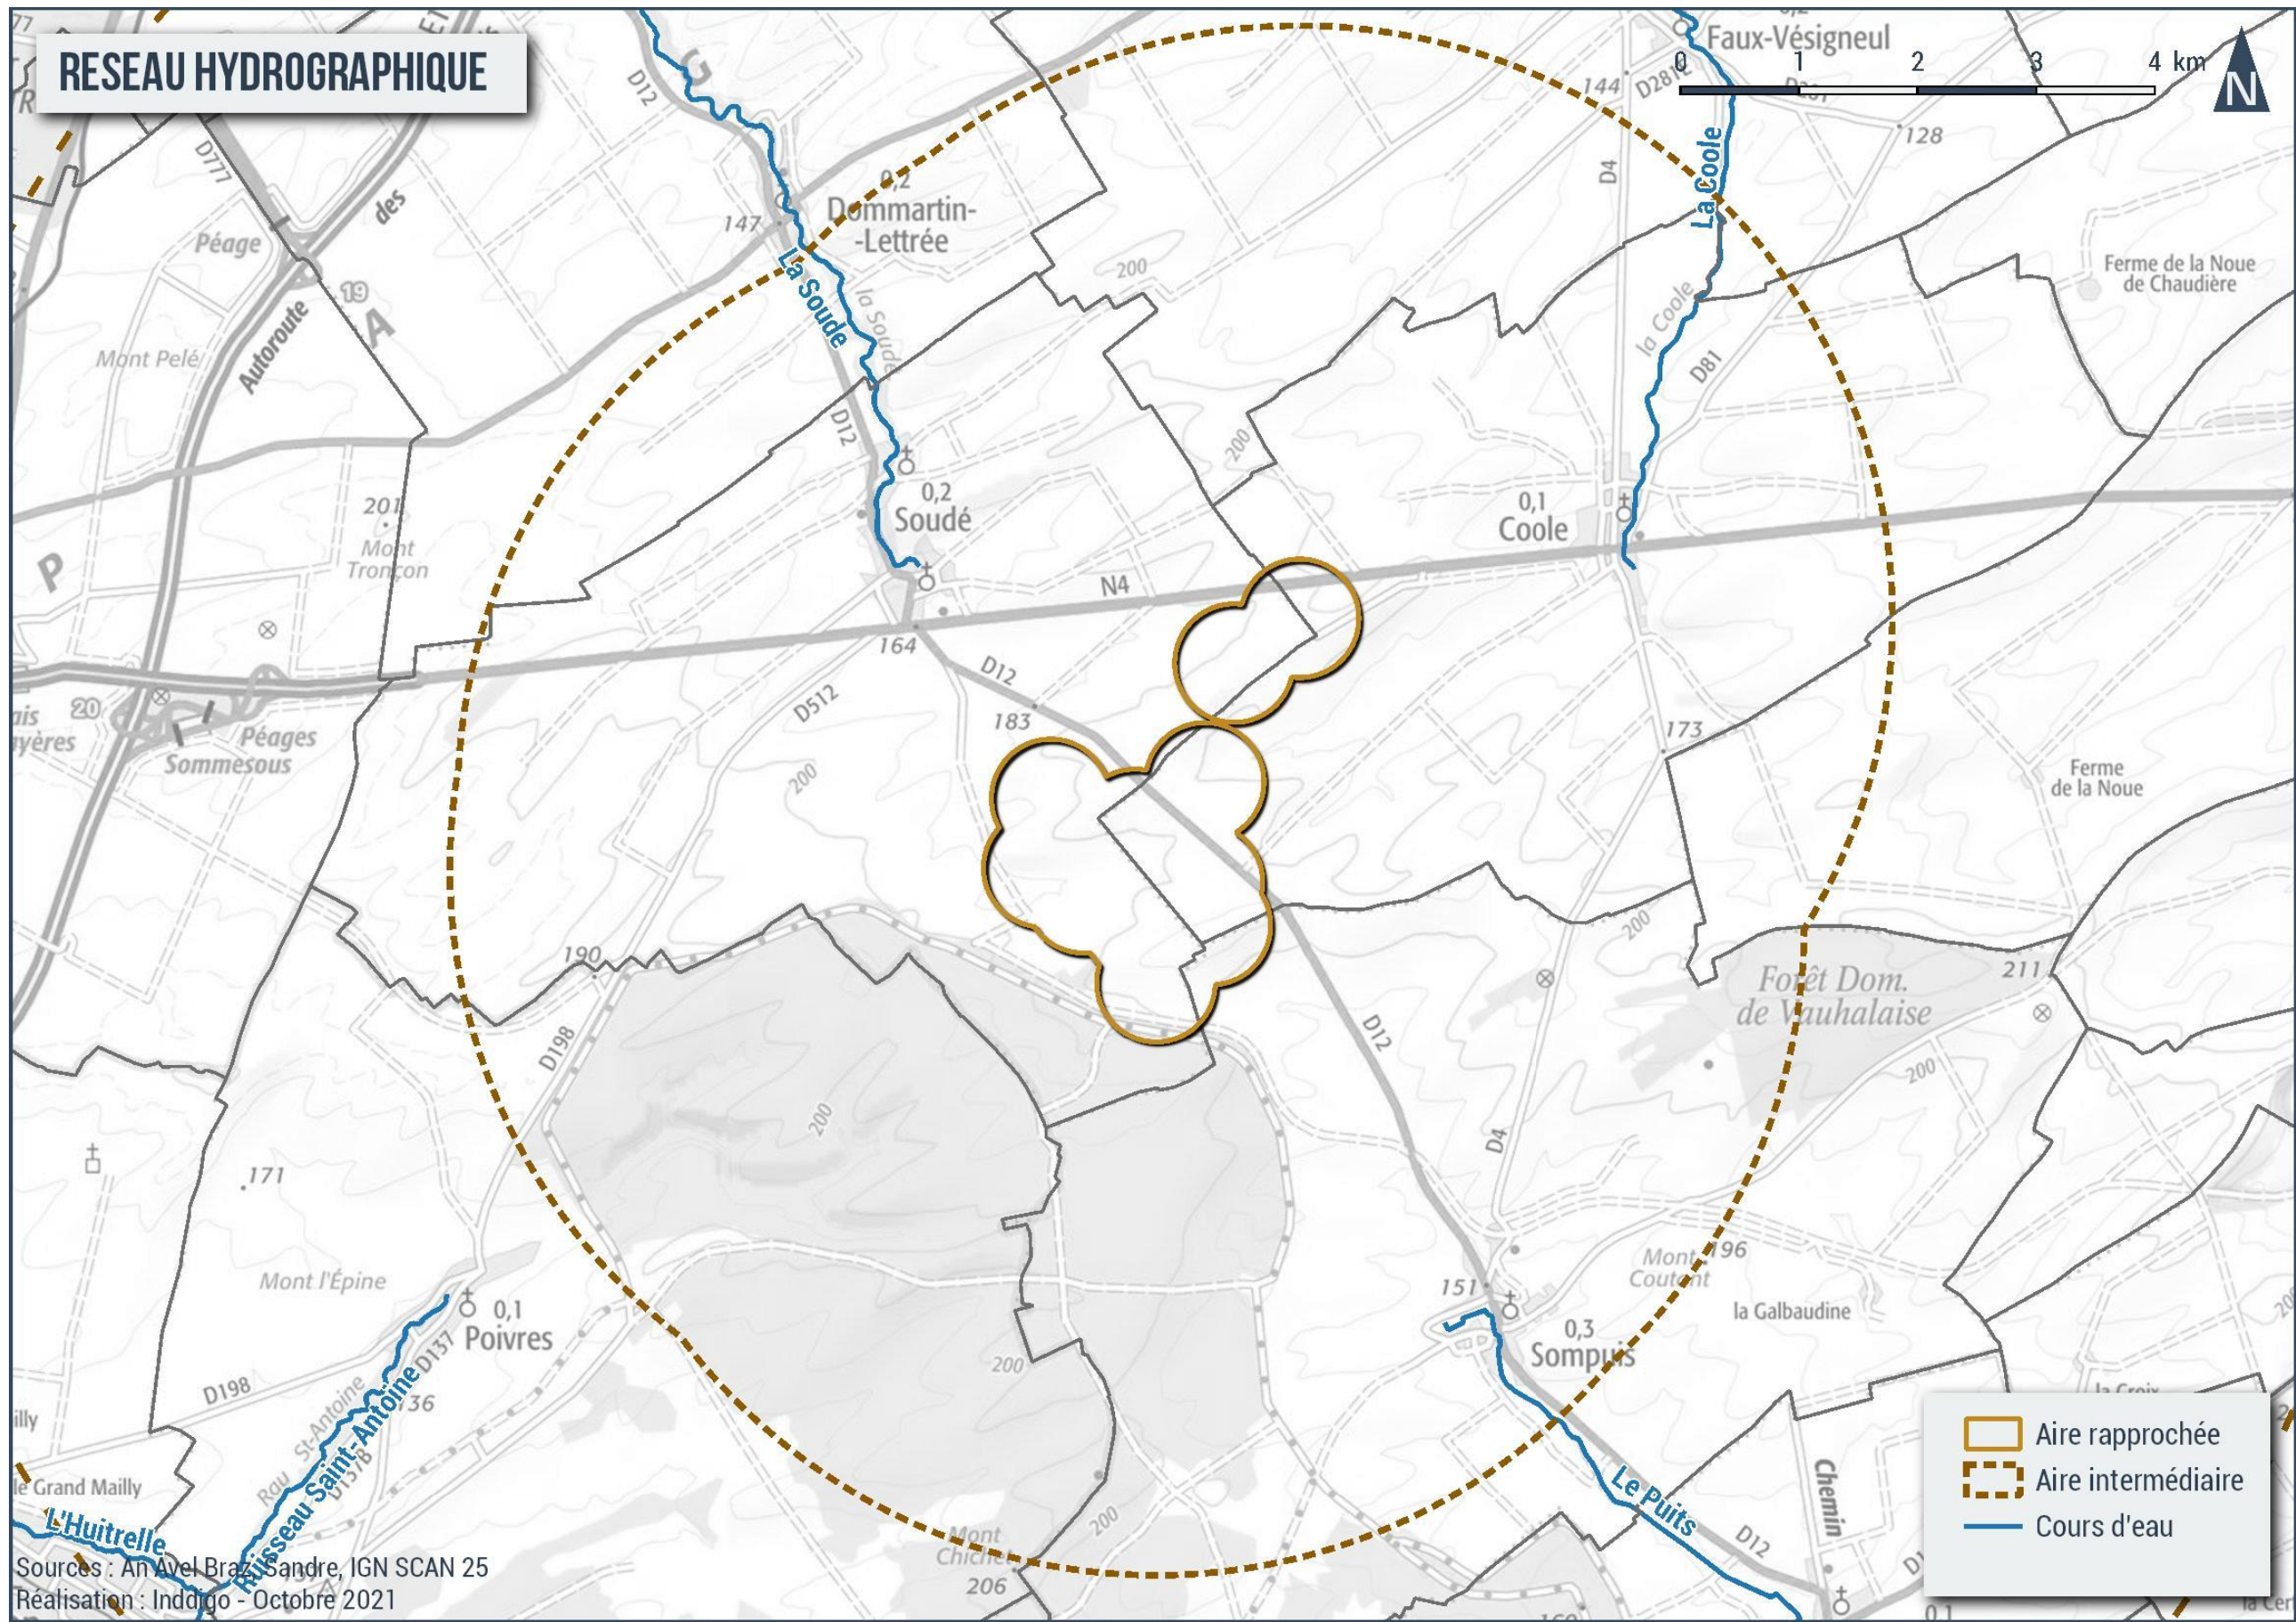 RESEAU HYDROGRAPHIQUE
Faux-Vésigneul
0 1 2 3 4 km
N
D12
144
D4
128
D777
des
Péage
0,2
Dommartin-
-Lettrée
147
La Coole
La Soude
la Soude
200
Ferme de la Noue
de Chaudière
19
A
Autoroute
Mont Pelé
la Coole
D81
D12
200
201
Mont
Tronçon
P
0,2
Soudé
0,1
Coole
N4
164
D12
D512
183
20
Péages
Sommesous
200
173
Ferme
de la Noue
190
200
Forêt Dom.
de Vauhalaise
211
D198
D12
200
200
D4
171
Mont l'Épine
0,1
Poivres
D137
Mont
Coutant
196
151
la Galbaudine
0,3
Sompuis
200
D198
Rau St-Antoine
Ruisseau Saint-Antoine
le Grand Mailly
L'Huitrelle
Mont
Chichet
206
200
Le Puits
D12
Chemin
Aire rapprochée
Aire intermédiaire
Cours d'eau
Sources : An Avel Braz, Sandre, IGN SCAN 25
Réalisation : Inddigo - Octobre 2021